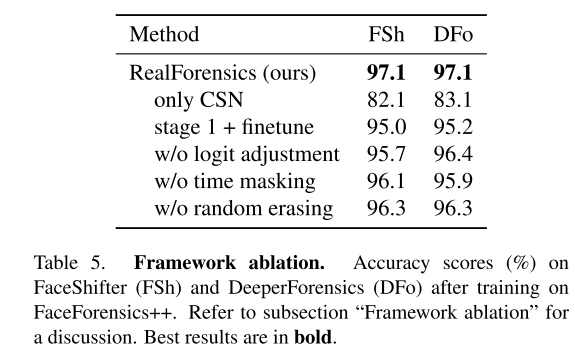 Method FSh DFo
RealForensics (ours) 97.1 97.1
only CSN 82.1 83.1
stage 1 + finetune 95.0 95.2
w/o logit adjustment 95.7 96.4
w/o time masking 96.1 95.9
w/o random erasing 96.3 96.3
Table 5. Framework ablation. Accuracy scores (%) on
FaceShifter (FSh) and DeeperForensics (DFo) after training on
FaceForensics++. Refer to subsection “Framework ablation” for
a discussion. Best results are in bold.